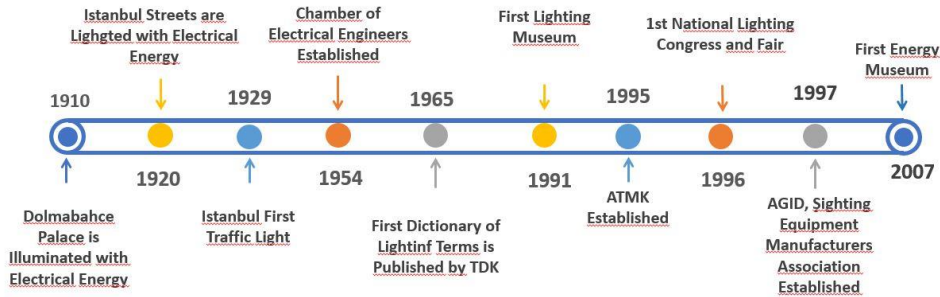 Istanbul Streets are
Lighgted with Electrical
Energy
Chamber of
Electrical Engineers
Established
First Lighting
Museum
1st National Lighting
Congress and Fair
First Energy
Museum
1910
1929
1965
1995
1997
1920
1954
1991
1996
2007
Dolmabahce
Palace is
Illuminated with
Electrical Energy
Istanbul First
Traffic Light
First Dictionary of
Lightinf Terms is
Published by TDK
ATMK
Established
AGID, Sighting
Equipment
Manufacturers
Association
Established